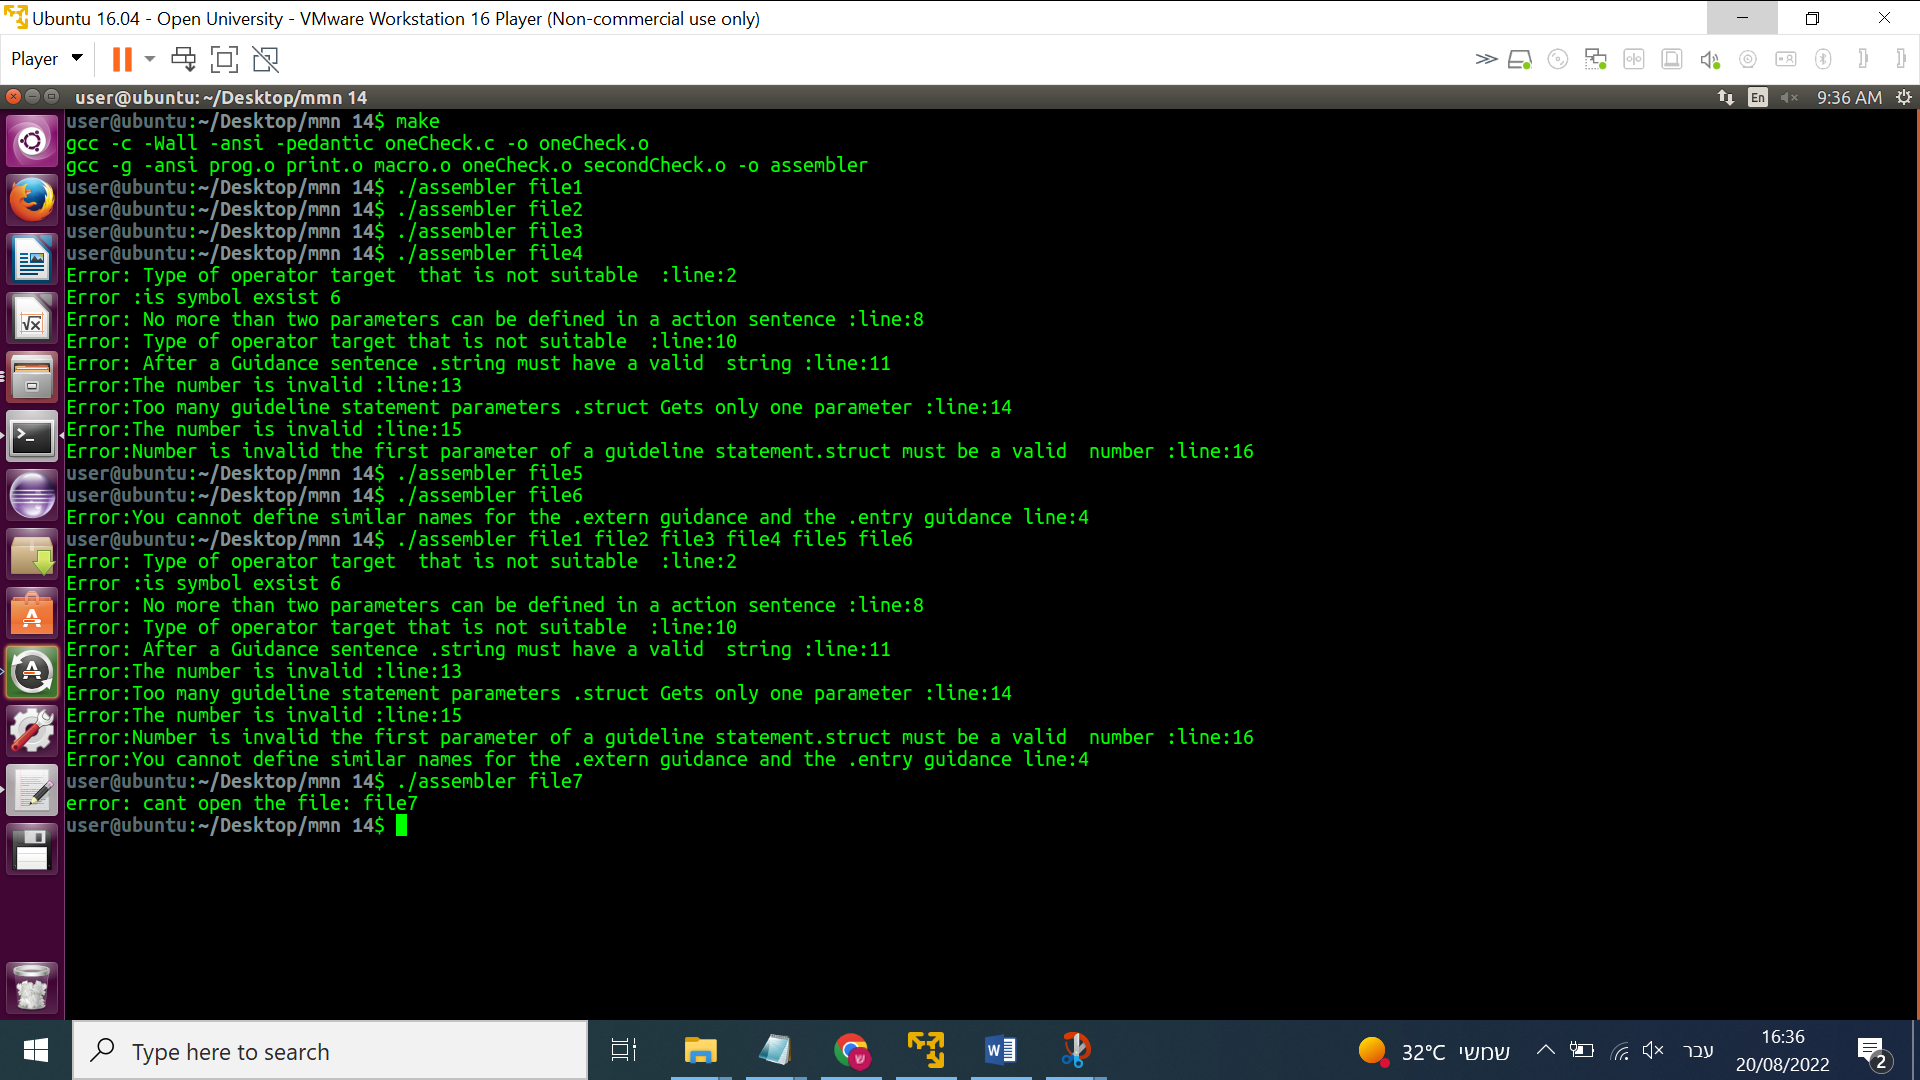 Ubuntu 16.04 - Open University - VMware Workstation 16 Player (Non-commercial use only)
Player
user@ubuntu: ~/Desktop/mmn 14
En
9:36 AM
user@ubuntu:~/Desktop/mmn 14$ make
gcc -c -Wall -ansi -pedantic oneCheck.c -o oneCheck.o
gcc -g -ansi prog.o print.o macro.o oneCheck.o secondCheck.o -o assembler
user@ubuntu:~/Desktop/mmn 14$ ./assembler file1
user@ubuntu:~/Desktop/mmn 14$ ./assembler file2
user@ubuntu:~/Desktop/mmn 14$ ./assembler file3
user@ubuntu:~/Desktop/mmn 14$ ./assembler file4
Error: Type of operator target  that is not suitable  :line:2
Error :is symbol exsist 6
Error: No more than two parameters can be defined in a action sentence :line:8
Error: Type of operator target that is not suitable  :line:10
Error: After a Guidance sentence .string must have a valid  string :line:11
Error:The number is invalid :line:13
Error:Too many guideline statement parameters .struct Gets only one parameter :line:14
Error:The number is invalid :line:15
Error:Number is invalid the first parameter of a guideline statement.struct must be a valid  number :line:16
user@ubuntu:~/Desktop/mmn 14$ ./assembler file5
user@ubuntu:~/Desktop/mmn 14$ ./assembler file6
Error:You cannot define similar names for the .extern guidance and the .entry guidance line:4
user@ubuntu:~/Desktop/mmn 14$ ./assembler file1 file2 file3 file4 file5 file6
Error: Type of operator target  that is not suitable  :line:2
Error :is symbol exsist 6
Error: No more than two parameters can be defined in a action sentence :line:8
Error: Type of operator target that is not suitable  :line:10
Error: After a Guidance sentence .string must have a valid  string :line:11
Error:The number is invalid :line:13
Error:Too many guideline statement parameters .struct Gets only one parameter :line:14
Error:The number is invalid :line:15
Error:Number is invalid the first parameter of a guideline statement.struct must be a valid  number :line:16
Error:You cannot define similar names for the .extern guidance and the .entry guidance line:4
user@ubuntu:~/Desktop/mmn 14$ ./assembler file7
error: cant open the file: file7
user@ubuntu:~/Desktop/mmn 14$
Type here to search
32°C שמשי
עבר
16:36
20/08/2022
2